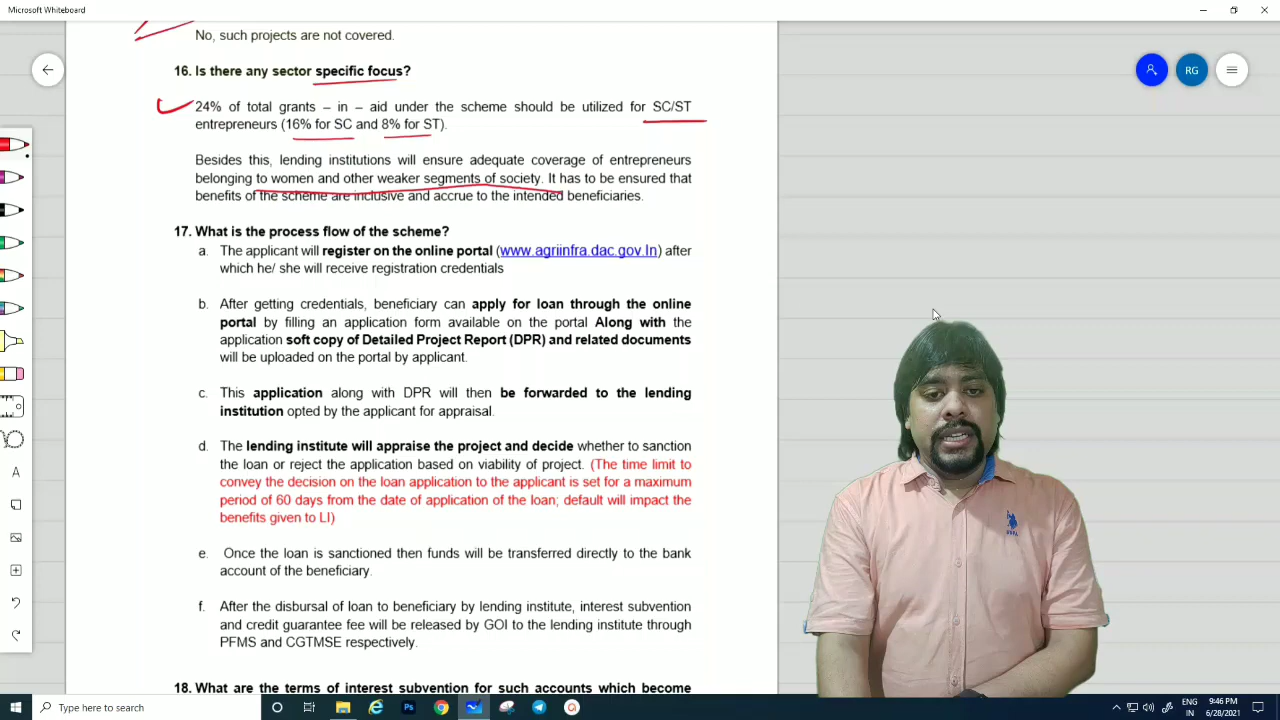 Microsoft Whiteboard
No, such projects are not covered.
16. Is there any sector specific focus?
24% of total grants – in – aid under the scheme should be utilized for SC/ST
entrepreneurs (16% for SC and 8% for ST).
Besides this, lending institutions will ensure adequate coverage of entrepreneurs
belonging to women and other weaker segments of society. It has to be ensured that
benefits of the scheme are inclusive and accrue to the intended beneficiaries.
17. What is the process flow of the scheme?
a. The applicant will register on the online portal (www.agriinfra.dac.gov.In) after
which he/ she will receive registration credentials
b. After getting credentials, beneficiary can apply for loan through the online
portal by filling an application form available on the portal Along with the
application soft copy of Detailed Project Report (DPR) and related documents
will be uploaded on the portal by applicant.
c. This application along with DPR will then be forwarded to the lending
institution opted by the applicant for appraisal.
d. The lending institute will appraise the project and decide whether to sanction
the loan or reject the application based on viability of project. (The time limit to
convey the decision on the loan application to the applicant is set for a maximum
period of 60 days from the date of application of the loan; default will impact the
benefits given to LI)
e. Once the loan is sanctioned then funds will be transferred directly to the bank
account of the beneficiary.
f. After the disbursal of loan to beneficiary by lending institute, interest subvention
and credit guarantee fee will be released by GOI to the lending institute through
PFMS and CGTMSE respectively.
18. What are the terms of interest subvention for such accounts which become
RG
A
Type here to search
Ps
ENG
IN
9:46 PM
6/28/2021